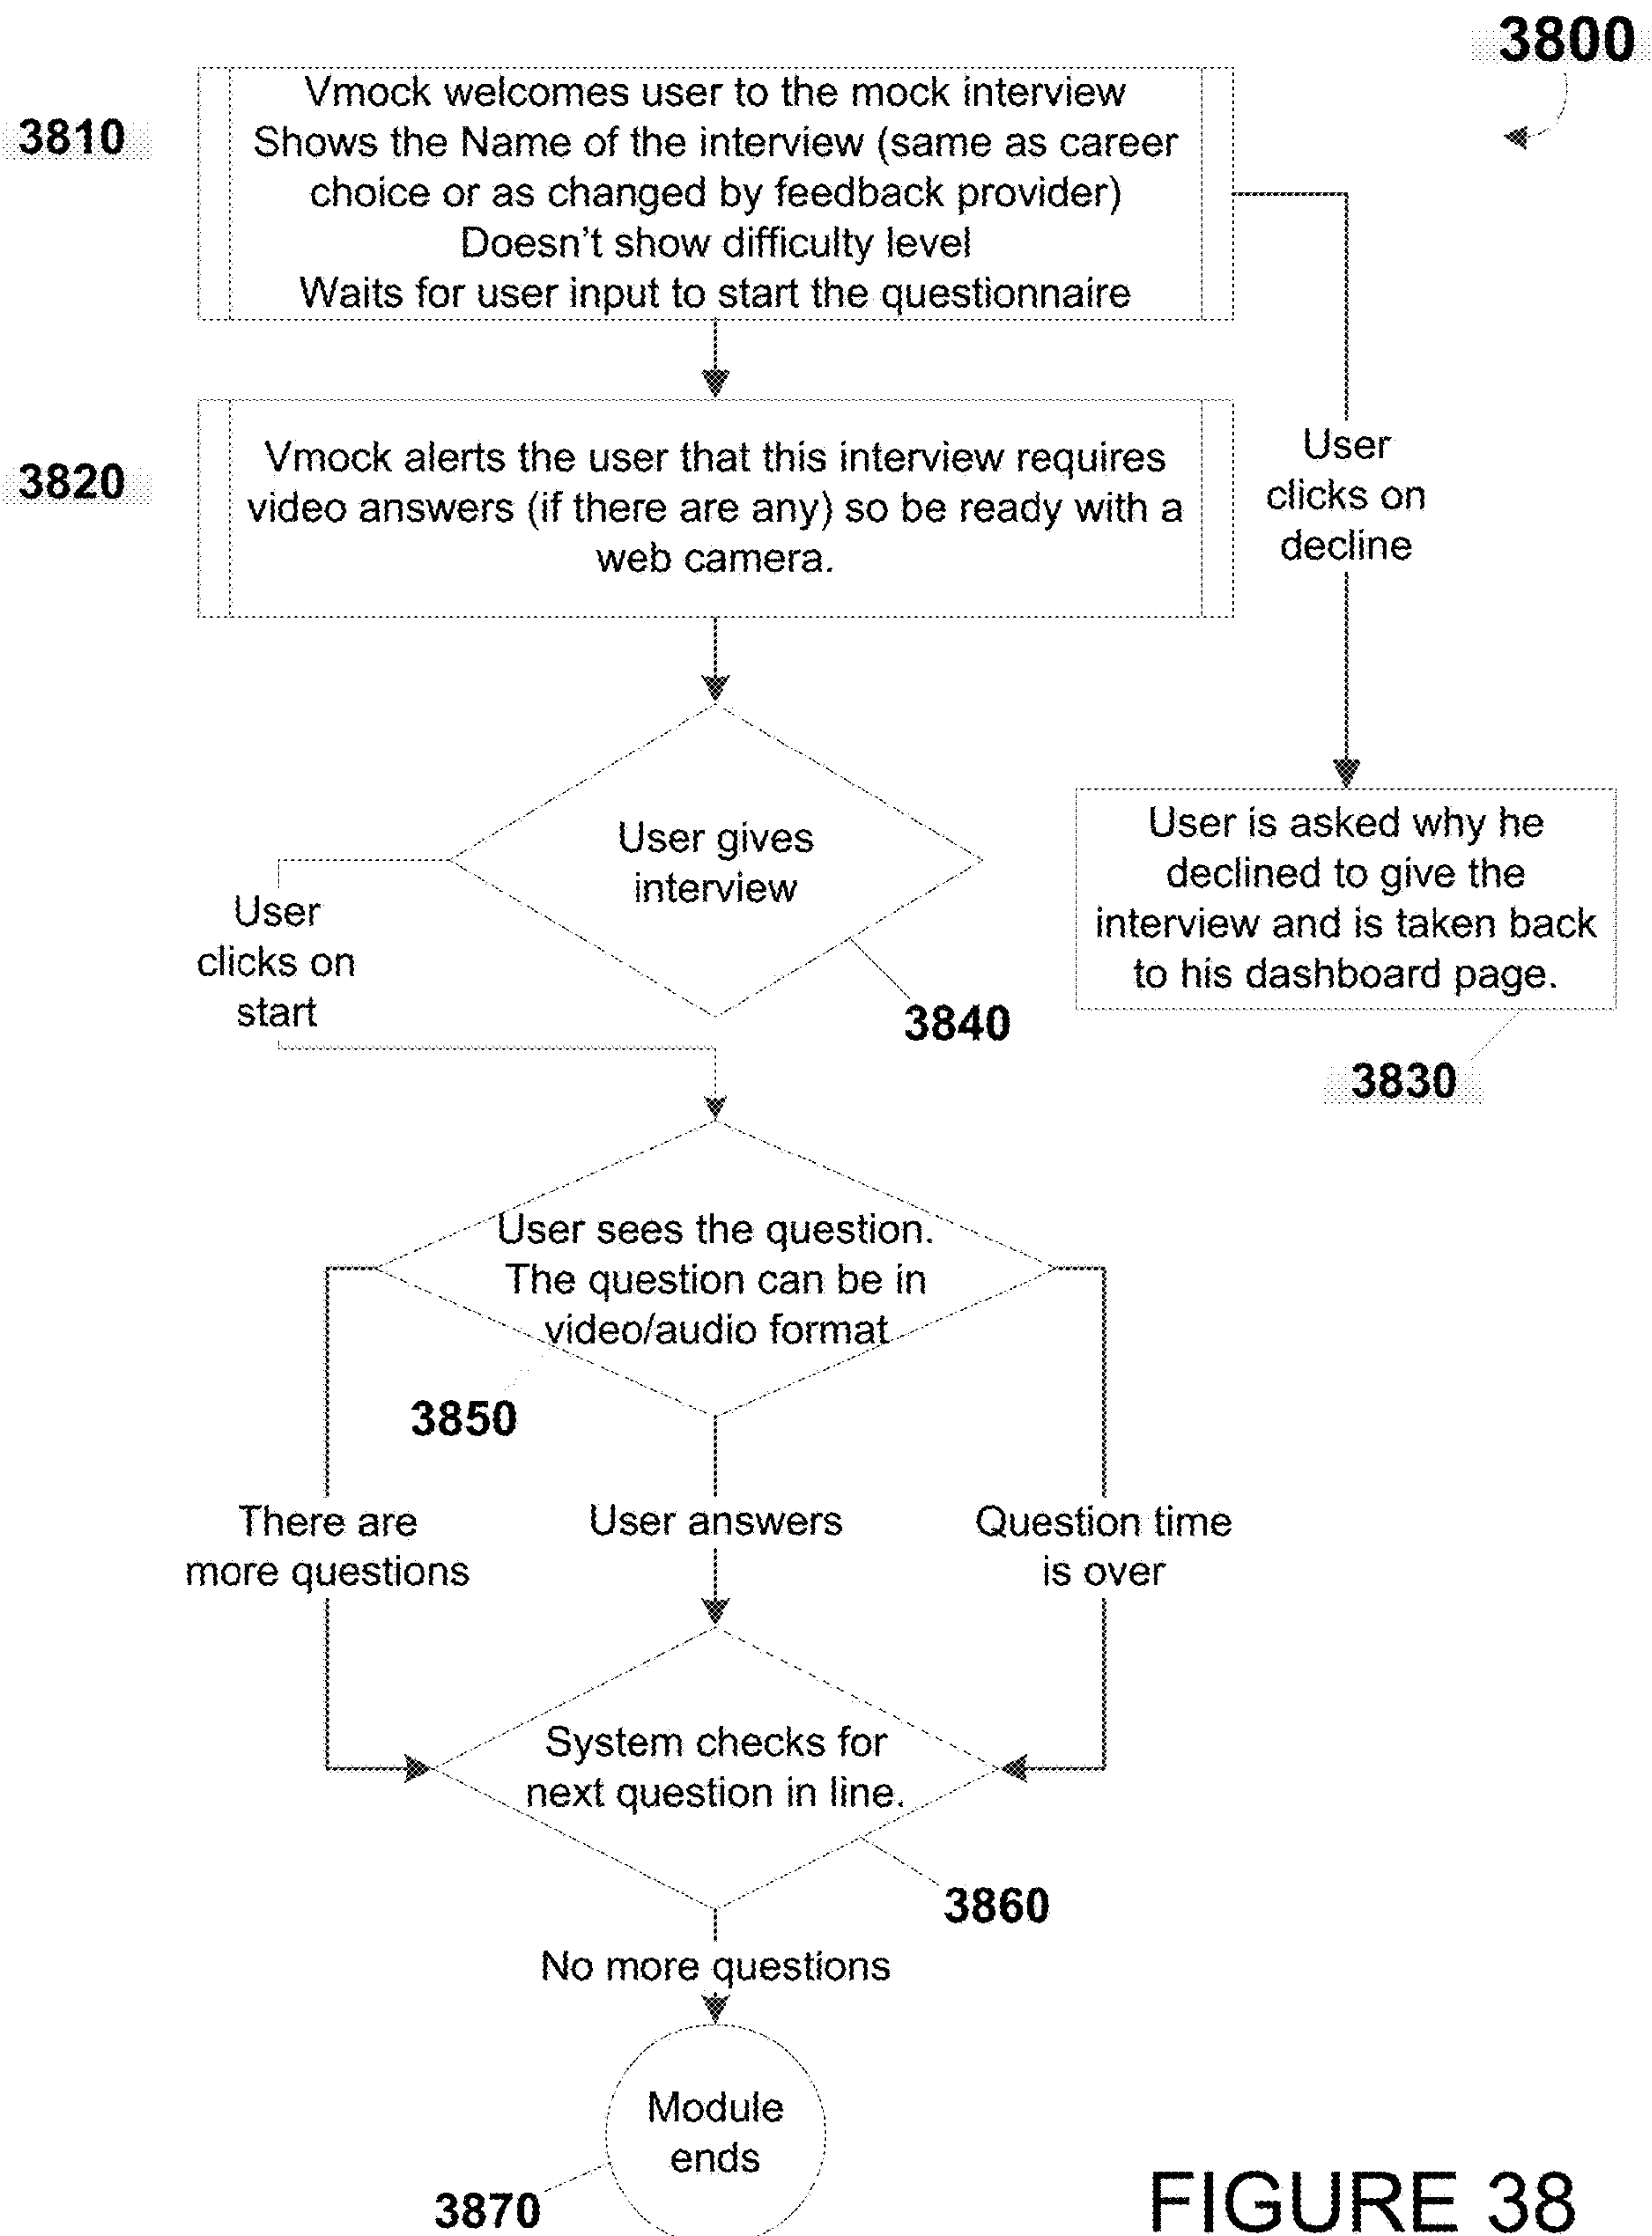 3800
3810
Vmock welcomes user to the mock interview
Shows the Name of the interview (same as career
choice or as changed by feedback provider)
Doesn't show difficulty level
Waits for user input to start the questionnaire
3820
Vmock alerts the user that this interview requires
video answers (if there are any) so be ready with a
web camera.
User
clicks on
decline
User gives
interview
3840
User is asked why he
declined to give the
interview and is taken back
to his dashboard page.
3830
User
clicks on
start
User sees the question.
The question can be in
video/audio format
3850
There are
more questions
User answers
Question time
is over
System checks for
next question in line.
3860
No more questions
Module
ends
3870
FIGURE 38